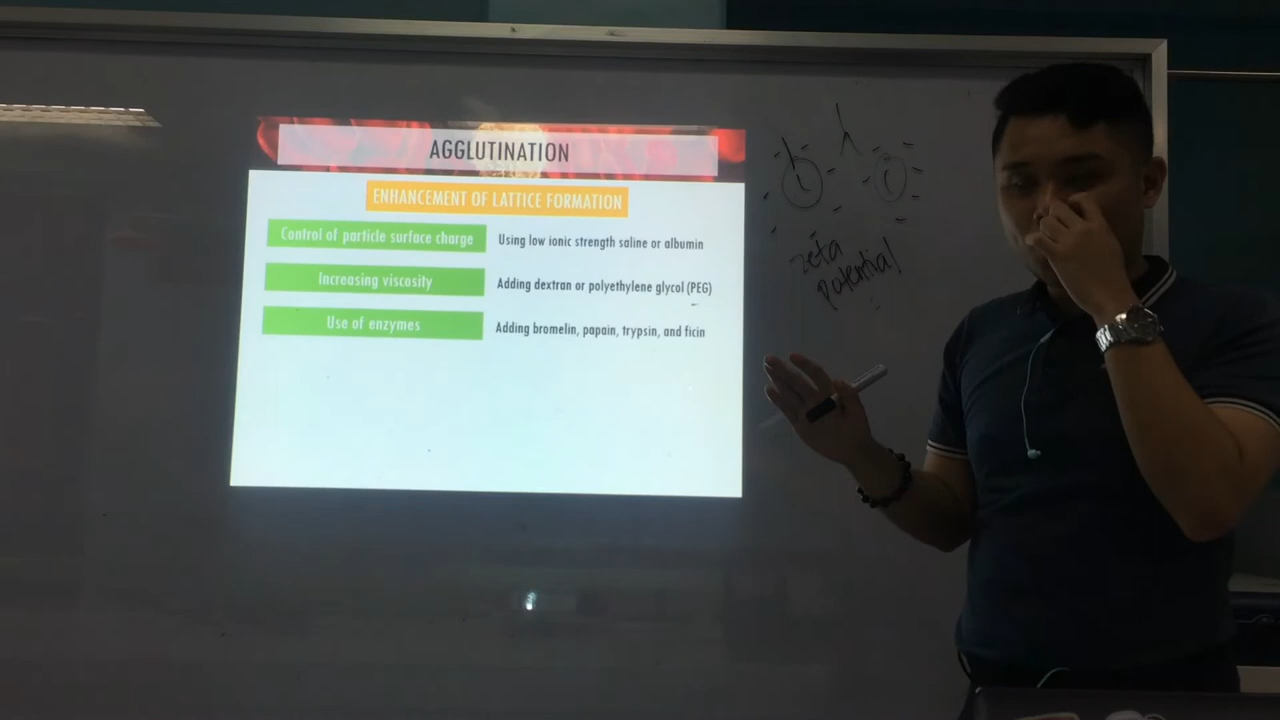 AGGLUTINATION
ENHANCEMENT OF LATTICE FORMATION
Control of particle surface charge
Using low ionic strength saline or albumin
Increasing viscosity
Adding dextran or polyethylene glycol (PEG)
Use of enzymes
Adding bromelin, papain, trypsin, and ficin
zeta
potential